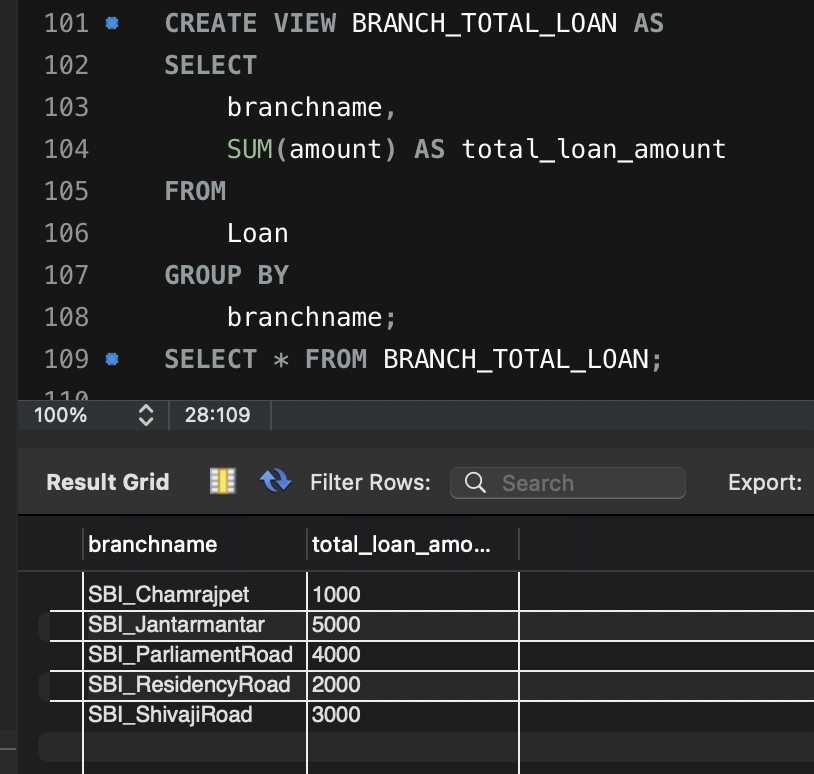 101 CREATE VIEW BRANCH_TOTAL_LOAN AS
102 SELECT
103 branchname,
104 SUM(amount) AS total_loan_amount
105 FROM
106 Loan
107 GROUP BY
108 branchname;
109 SELECT * FROM BRANCH_TOTAL_LOAN;
110
100% 28:109
Result Grid Filter Rows: Search Export:
branchname total_loan_amo...
SBI_Chamrajpet 1000
SBI_Jantarmantar 5000
SBI_ParliamentRoad 4000
SBI_ResidencyRoad 2000
SBI_ShivajiRoad 3000